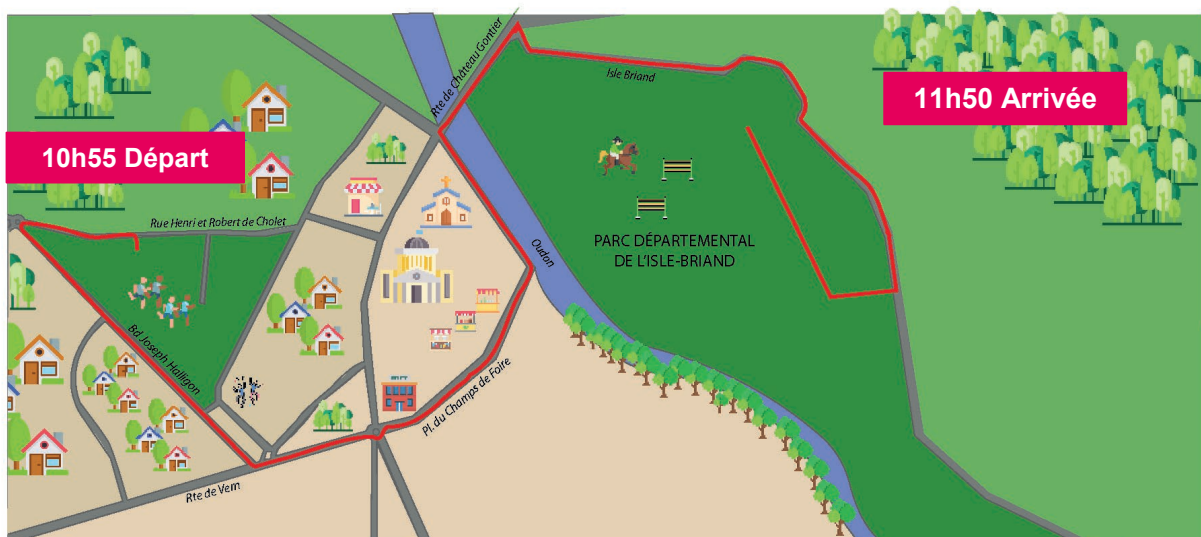 Rte de Château Gontier
Isle Briand
11h50 Arrivée
10h55 Départ
Rue Henri et Robert de Cholet
Oudon
PARC DÉPARTEMENTAL
DE L'ISLE-BRIAND
Bd Joseph Halligon
Pl. du Champs de Foire
Rte de Vern